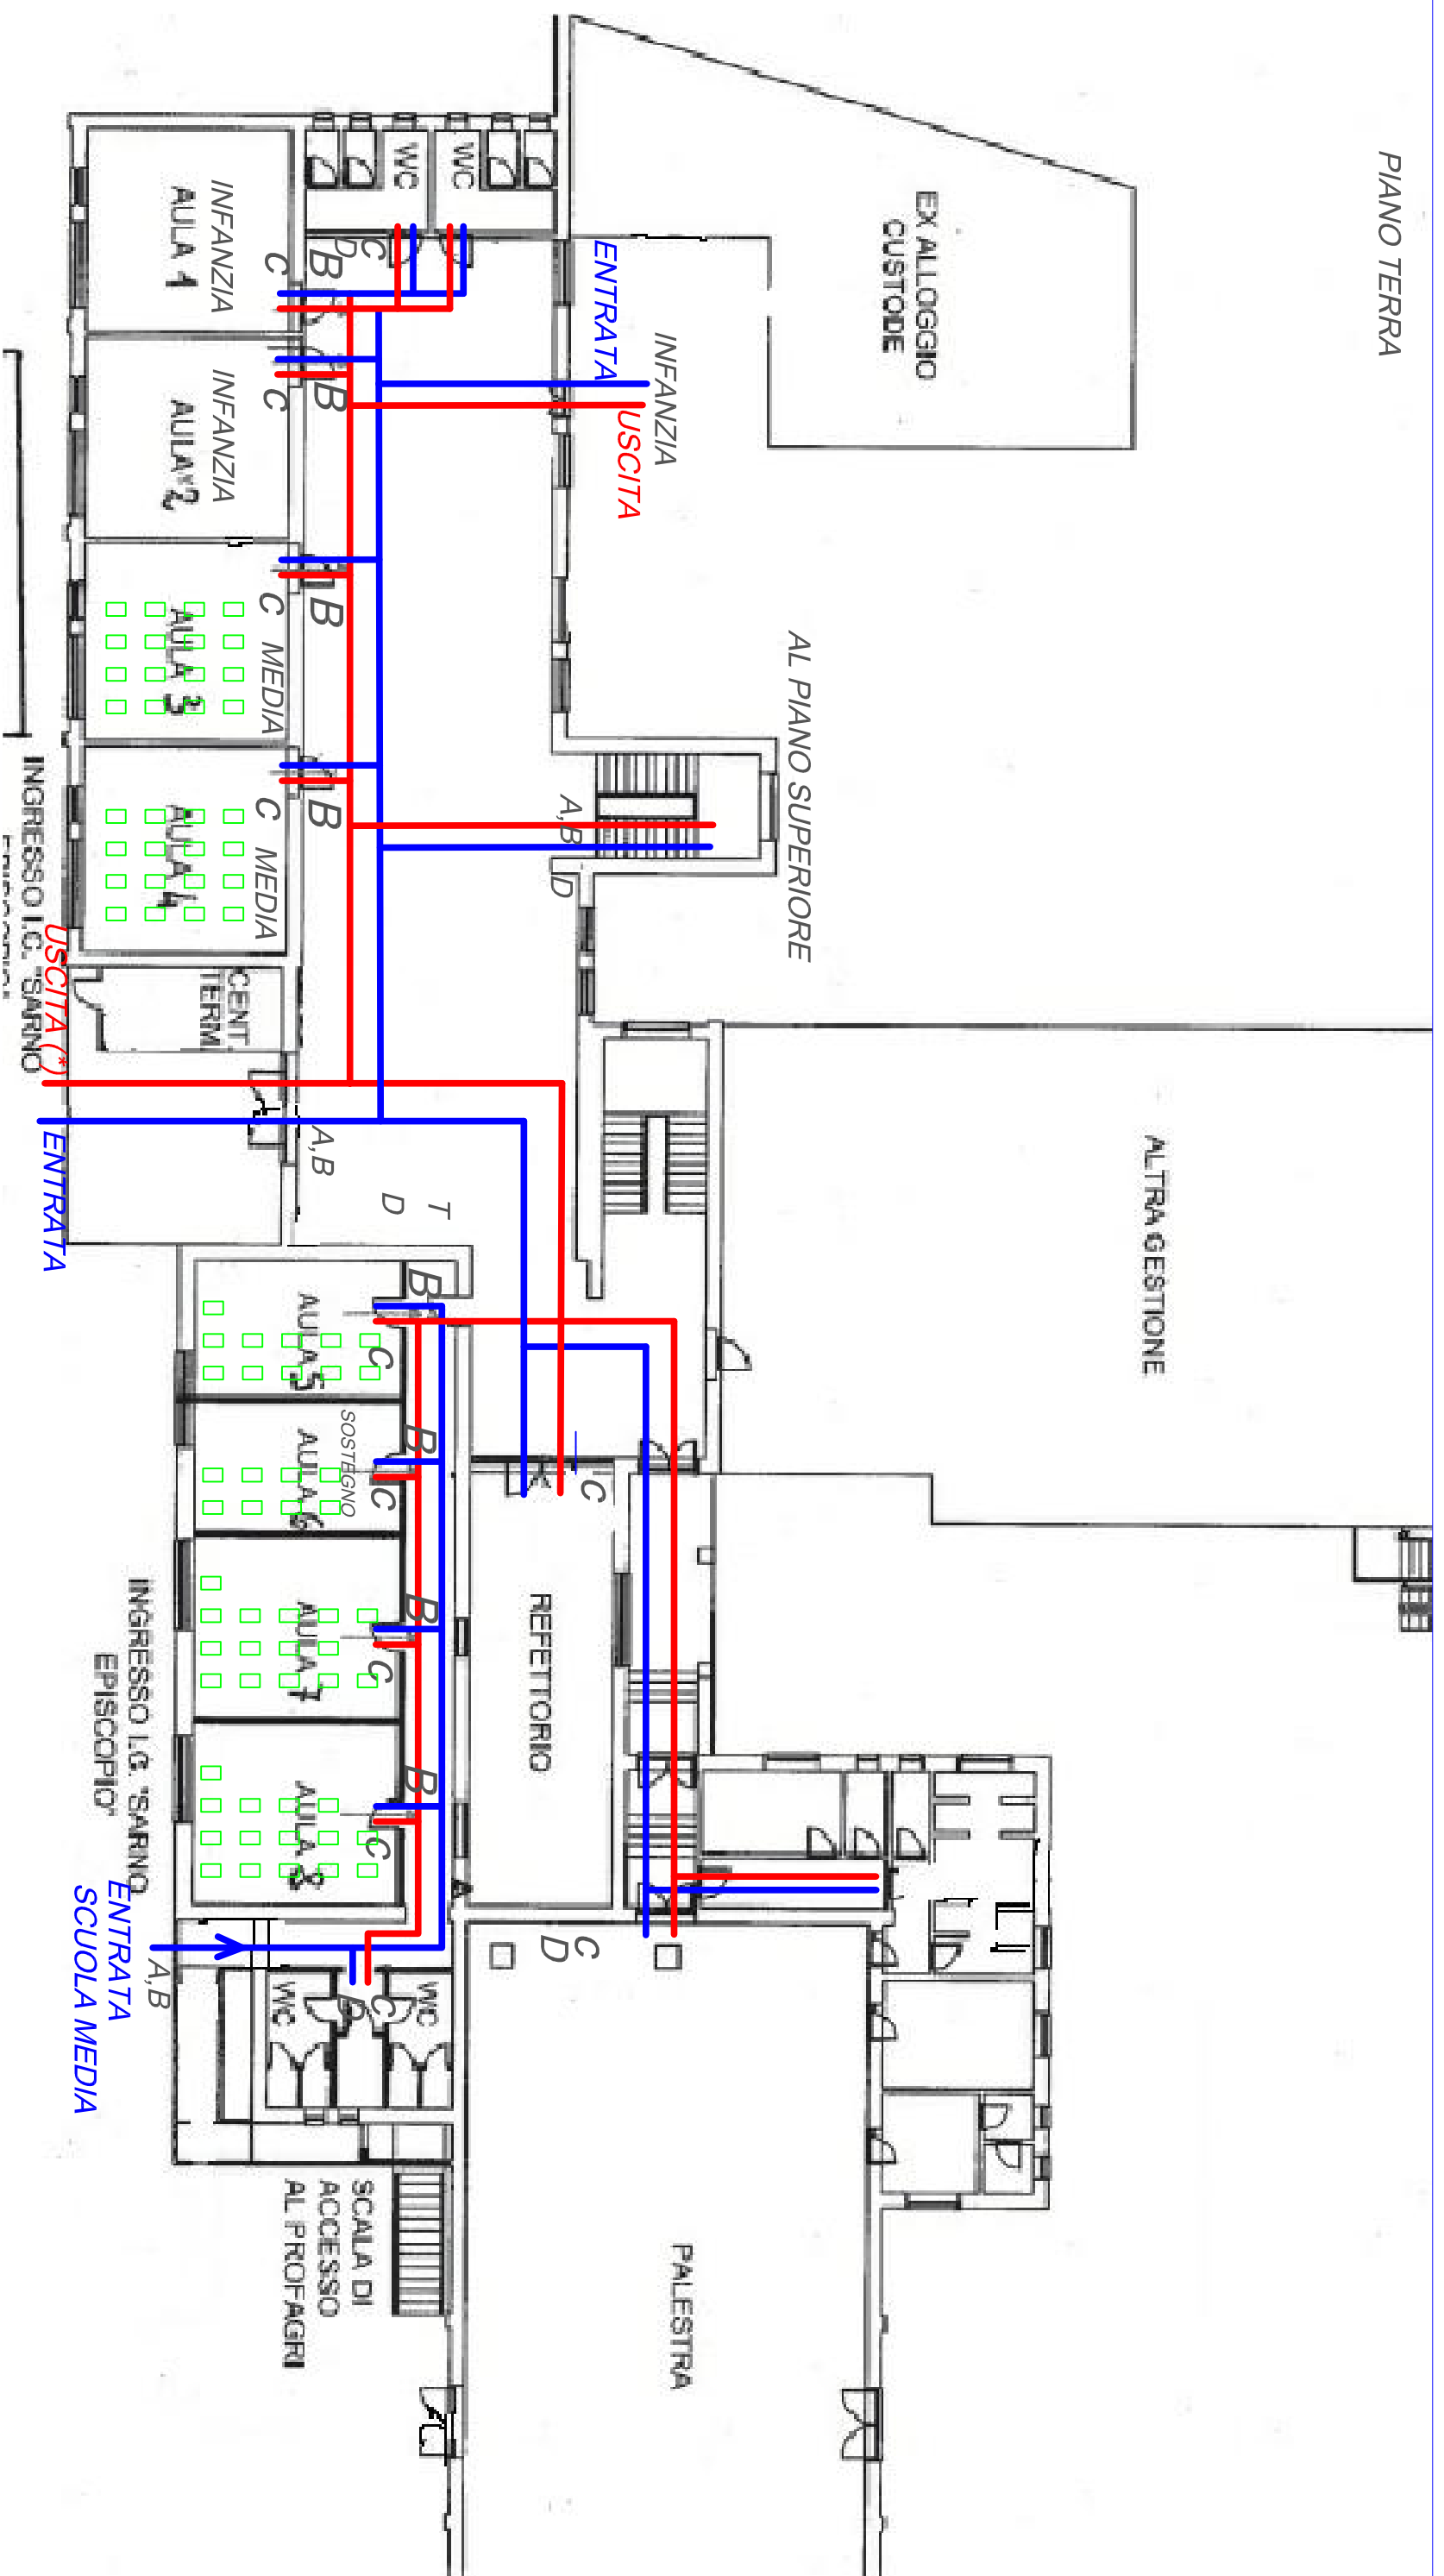 PIANO TERRA
EX ALLOGGIO
CUSTODE
ALTRA GESTIONE
AL PIANO SUPERIORE
INFANZIA
ENTRATA
USCITA
WC
WC
C
D
B
C
INFANZIA
AULA 1
B
C
INFANZIA
AULA 2
B
C
MEDIA
AULA 3
B
C
MEDIA
AULA 4
A,B
D
CENT
TERM
INGRESSO I.C. "SARNO
USCITA (*)
ENTRATA
A,B
T
D
B
C
AULA 5
B
C
SOSTEGNO
AULA 6
B
C
AULA 7
B
C
AULA 8
C
REFETTORIO
C
D
PALESTRA
INGRESSO I.C. "SARNO
EPISCOPIO"
ENTRATA
SCUOLA MEDIA
A,B
WC
C
D
WC
SCALA DI
ACCESSO
AL PROFAGRI